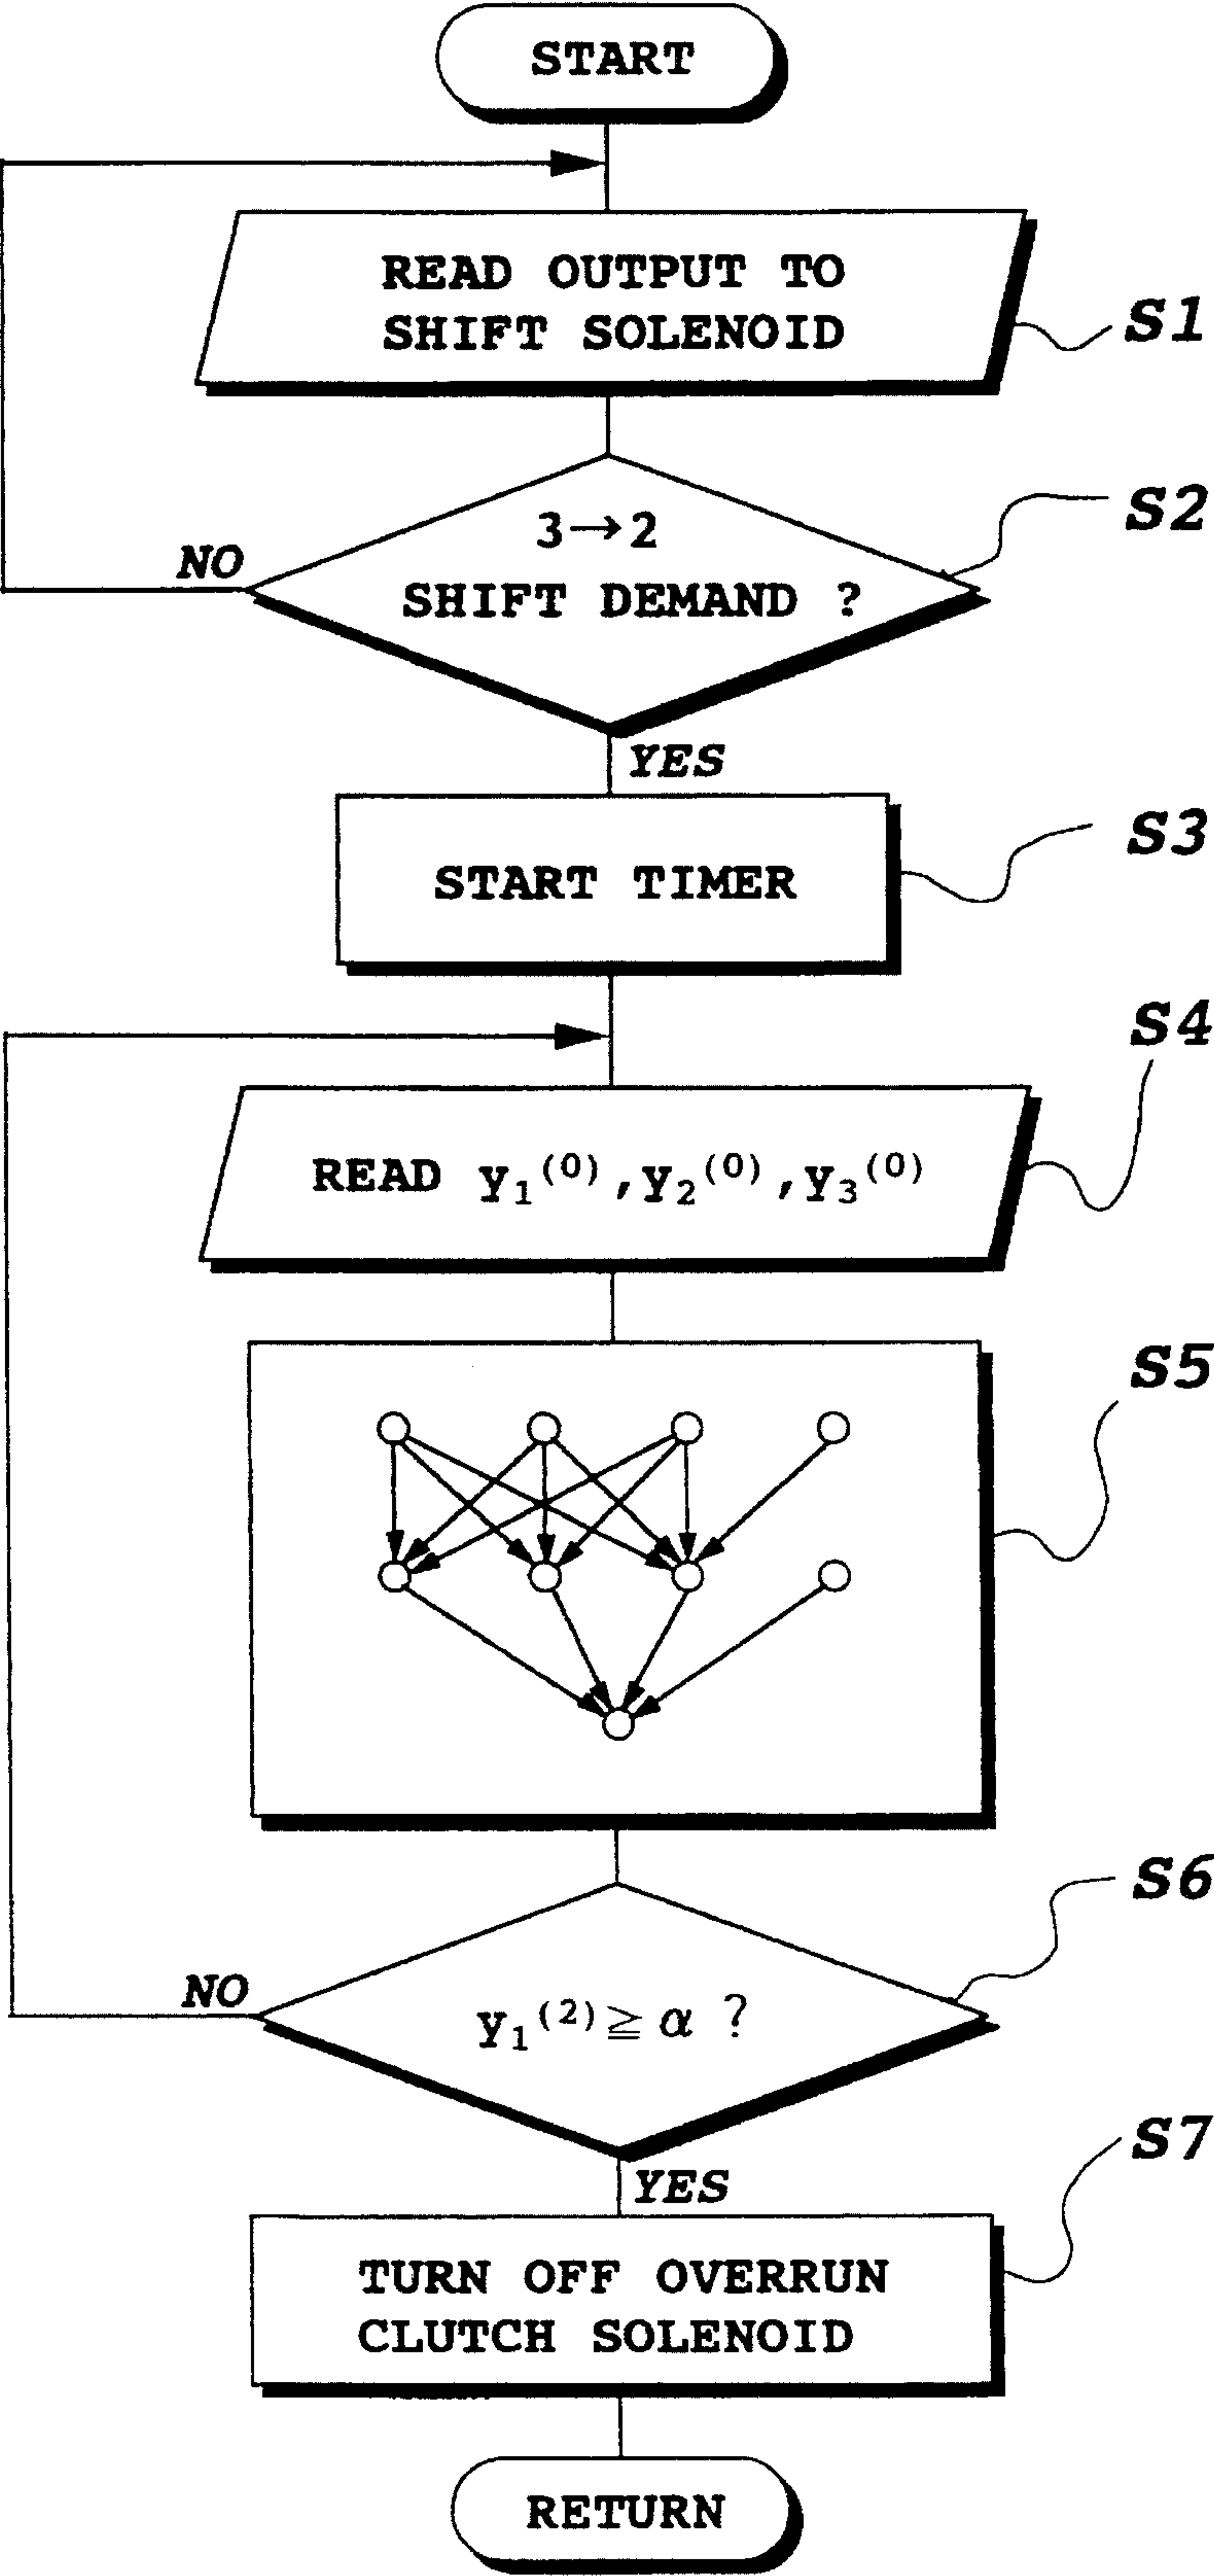 START
READ OUTPUT TO
SHIFT SOLENOID
S1
3→2
SHIFT DEMAND ?
S2
NO
YES
START TIMER
S3
READ y₁⁽⁰⁾,y₂⁽⁰⁾,y₃⁽⁰⁾
S4
S5
y₁⁽²⁾≧α ?
S6
NO
YES
TURN OFF OVERRUN
CLUTCH SOLENOID
S7
RETURN